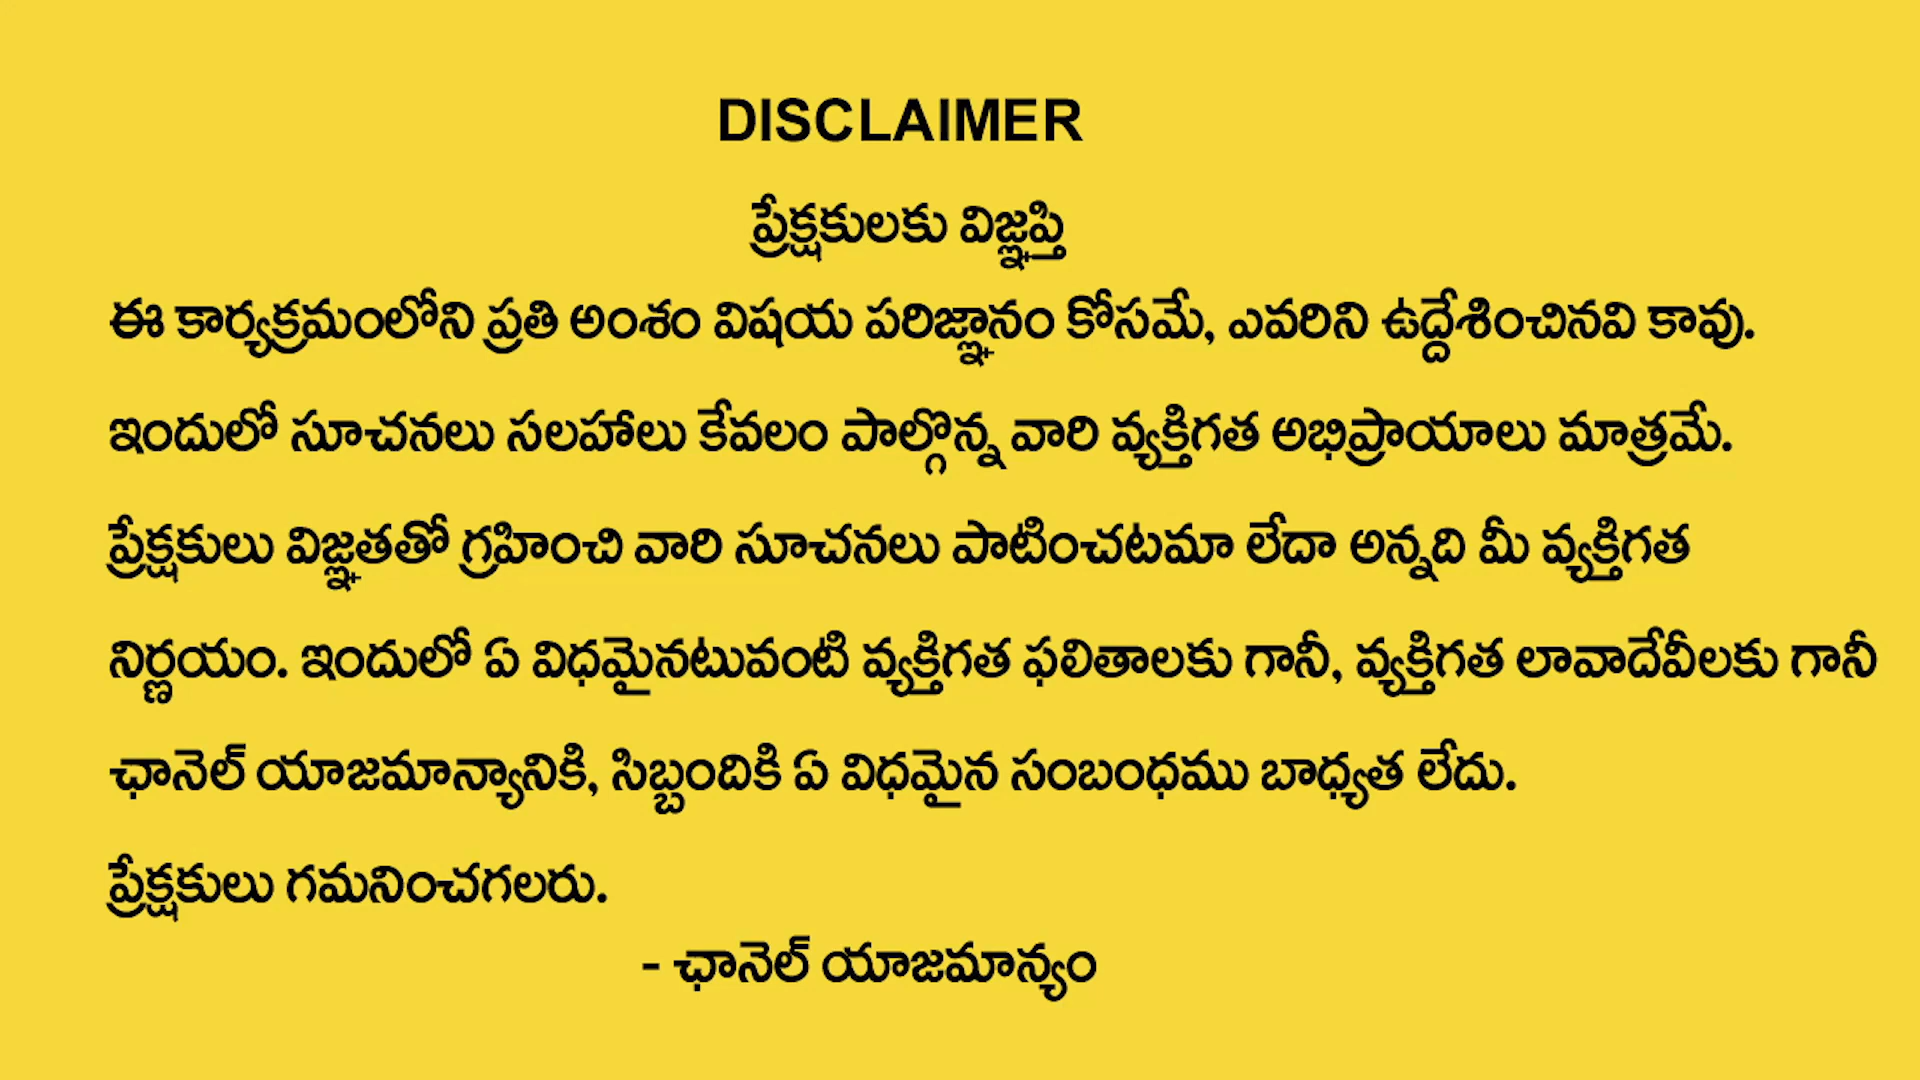 DISCLAIMER
ప్రేక్షకులకు విజ్ఞప్తి
ఈ కార్యక్రమంలోని ప్రతి అంశం విషయ పరిజ్ఞానం కోసమే, ఎవరిని ఉద్దేశించినవి కావు.
ఇందులో సూచనలు సలహాలు కేవలం పాల్గొన్న వారి వ్యక్తిగత అభిప్రాయాలు మాత్రమే.
ప్రేక్షకులు విజ్ఞతతో గ్రహించి వారి సూచనలు పాటించటమా లేదా అన్నది మీ వ్యక్తిగత
నిర్ణయం. ఇందులో ఏ విధమైనటువంటి వ్యక్తిగత ఫలితాలకు గానీ, వ్యక్తిగత లావాదేవీలకు గానీ
ఛానెల్ యాజమాన్యానికి, సిబ్బందికి ఏ విధమైన సంబంధము బాధ్యత లేదు.
ప్రేక్షకులు గమనించగలరు.
- ఛానెల్ యాజమాన్యం